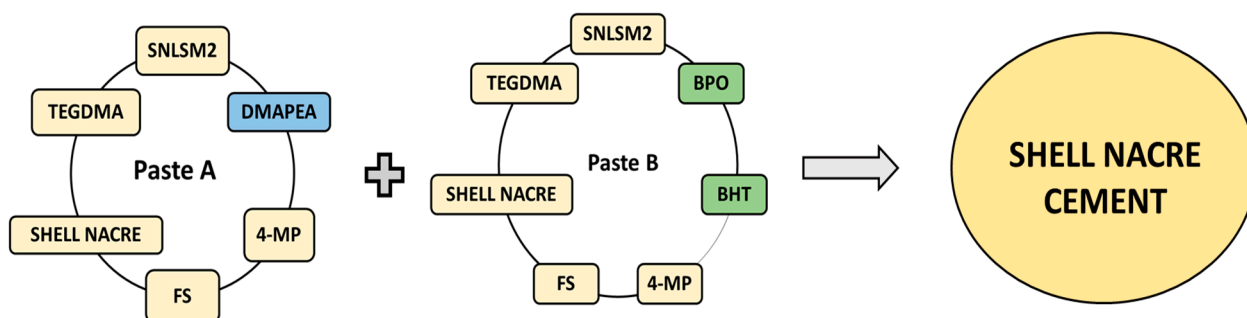 SNLSM2
TEGDMA
DMAPEA
Paste A
SHELL NACRE
4-MP
FS
SNLSM2
TEGDMA
BPO
Paste B
SHELL NACRE
BHT
FS
4-MP
SHELL NACRE
CEMENT